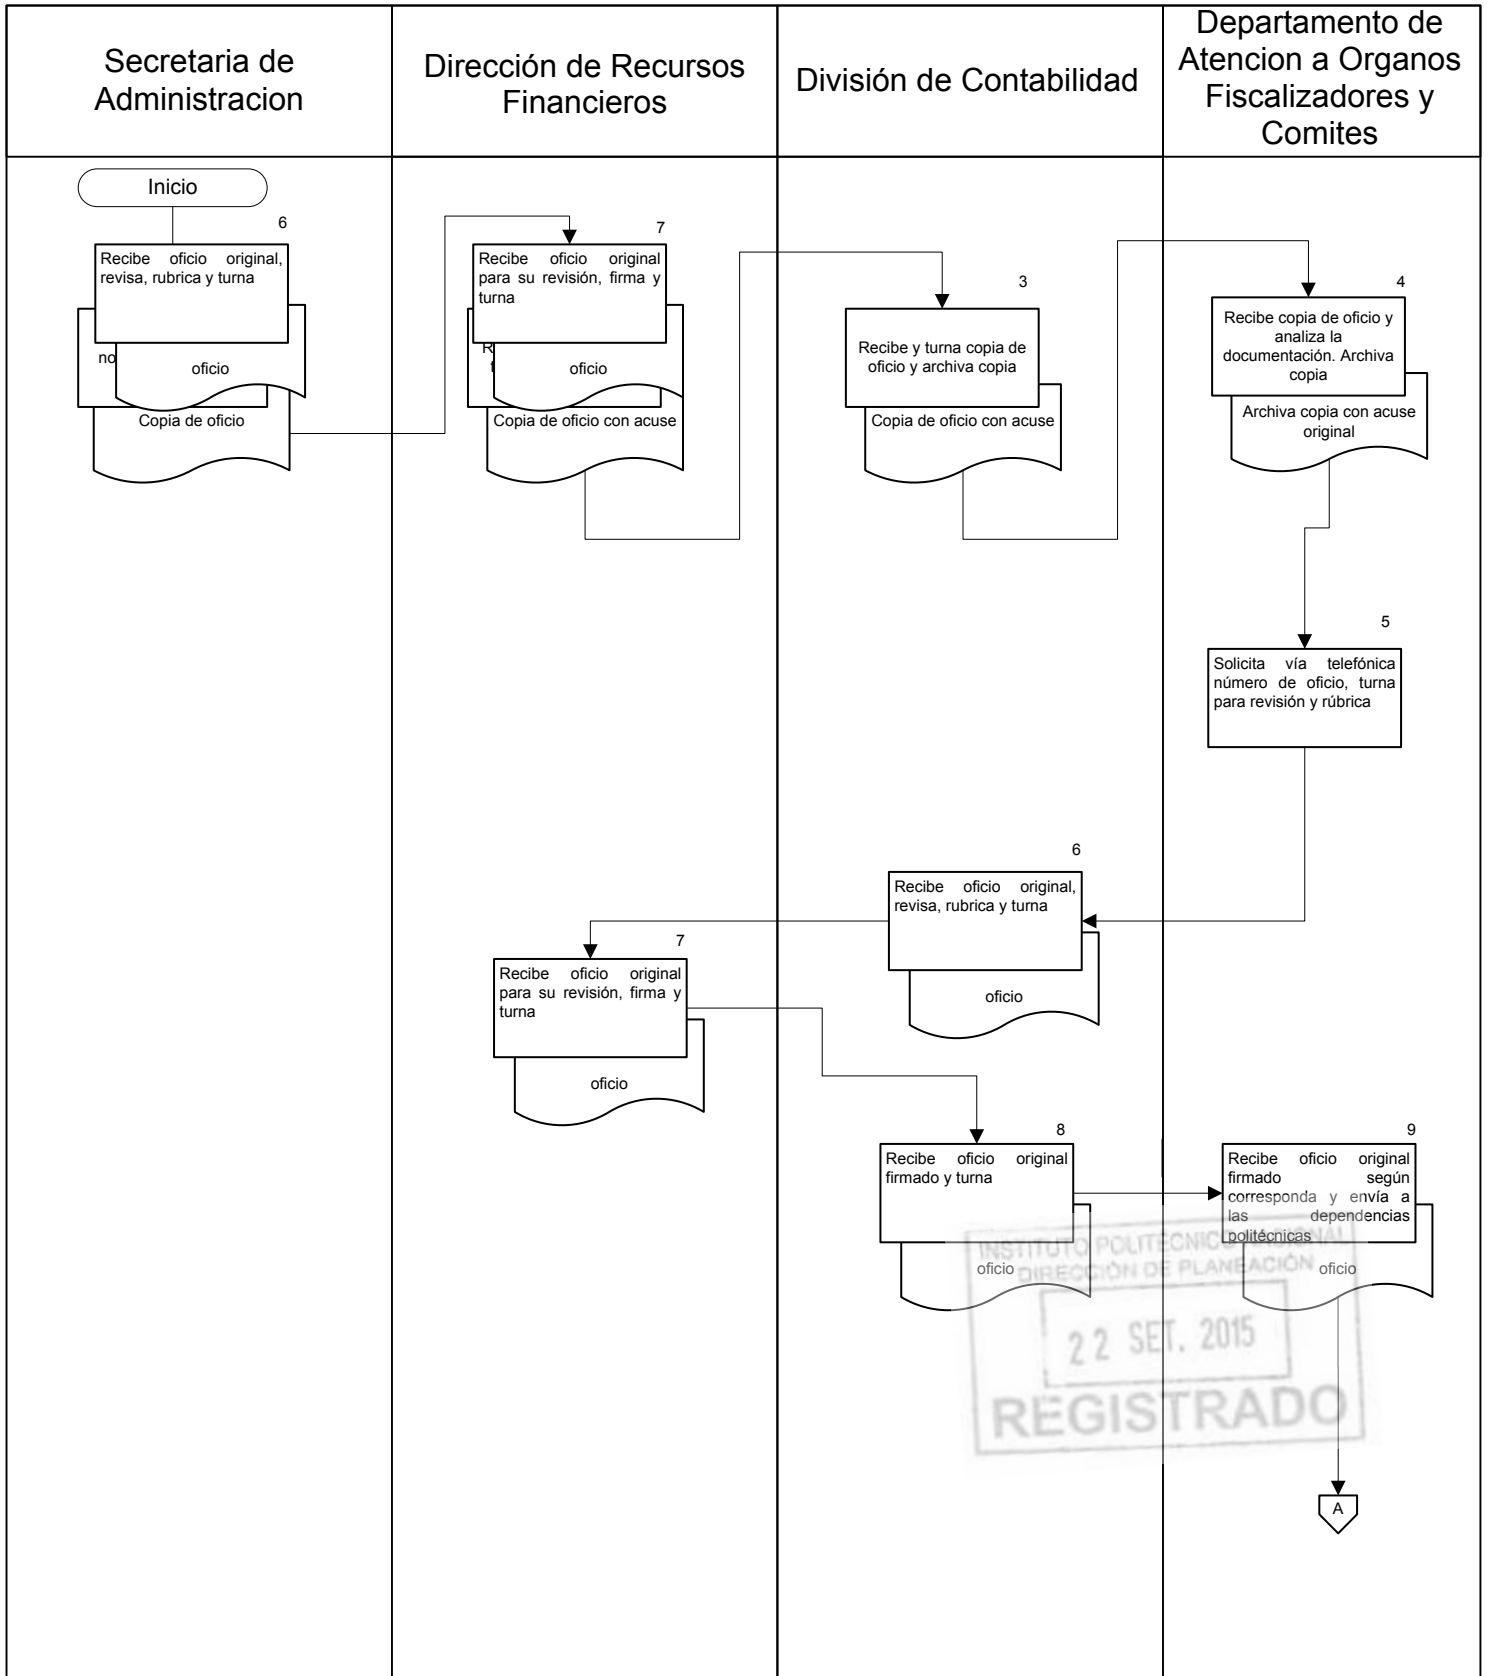 Secretaria de
Administracion
Dirección de Recursos
Financieros
División de Contabilidad
Departamento de
Atencion a Organos
Fiscalizadores y
Comites
Inicio
6
Recibe oficio original,
revisa, rubrica y turna
no
oficio
Copia de oficio
7
Recibe oficio original
para su revisión, firma y
turna
R
oficio
Copia de oficio con acuse
3
Recibe y turna copia de
oficio y archiva copia
Copia de oficio con acuse
4
Recibe copia de oficio y
analiza la
documentación. Archiva
copia
Archiva copia con acuse
original
5
Solicita vía telefónica
número de oficio, turna
para revisión y rúbrica
6
Recibe oficio original,
revisa, rubrica y turna
oficio
7
Recibe oficio original
para su revisión, firma y
turna
oficio
8
Recibe oficio original
firmado y turna
oficio
9
Recibe oficio original
firmado según
corresponda y envía a
las dependencias
politécnicas
oficio
INSTITUTO POLITECNICO NACIONAL
DIRECCIÓN DE PLANEACIÓN
22 SET. 2015
REGISTRADO
A